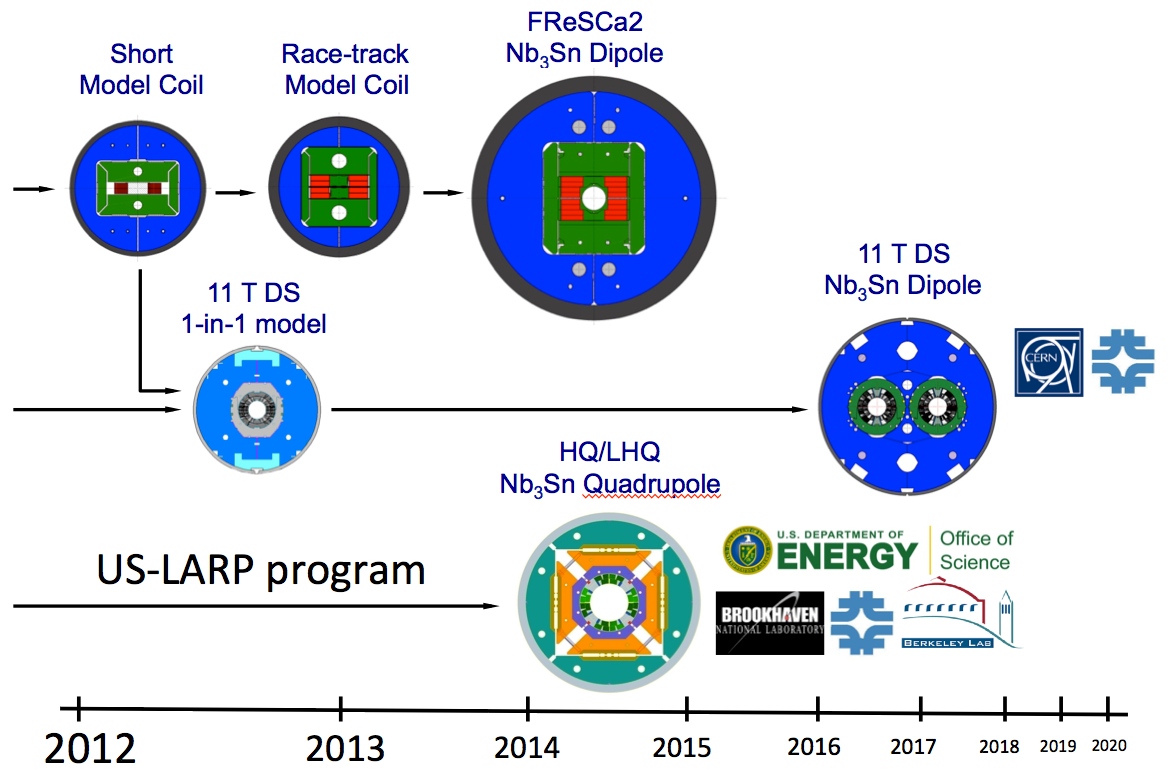 Short
Model Coil
Race-track
Model Coil
FReSCa2
Nb₃Sn Dipole
11 T DS
1-in-1 model
11 T DS
Nb₃Sn Dipole
CERN
HQ/LHQ
Nb₃Sn Quadrupole
US-LARP program
U.S. DEPARTMENT OF
ENERGY
Office of
Science
BROOKHAVEN
NATIONAL LABORATORY
BERKELEY LAB
2012
2013
2014
2015
2016
2017
2018
2019
2020